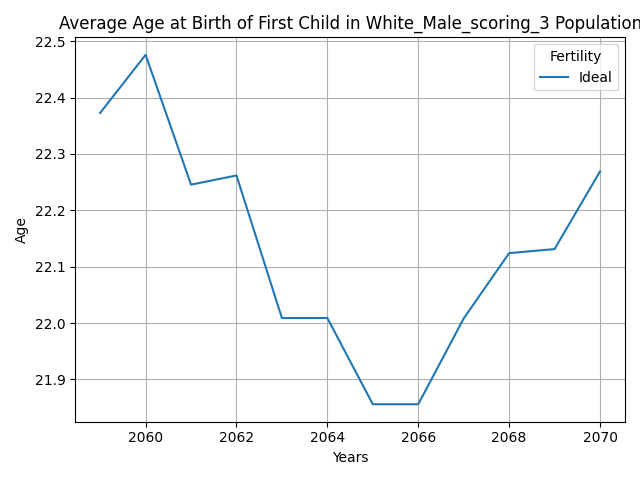 Average Age at Birth of First Child in White_Male_scoring_3 Population
Fertility
Ideal
22.5
22.4
22.3
22.2
22.1
22.0
21.9
Age
2060 2062 2064 2066 2068 2070
Years